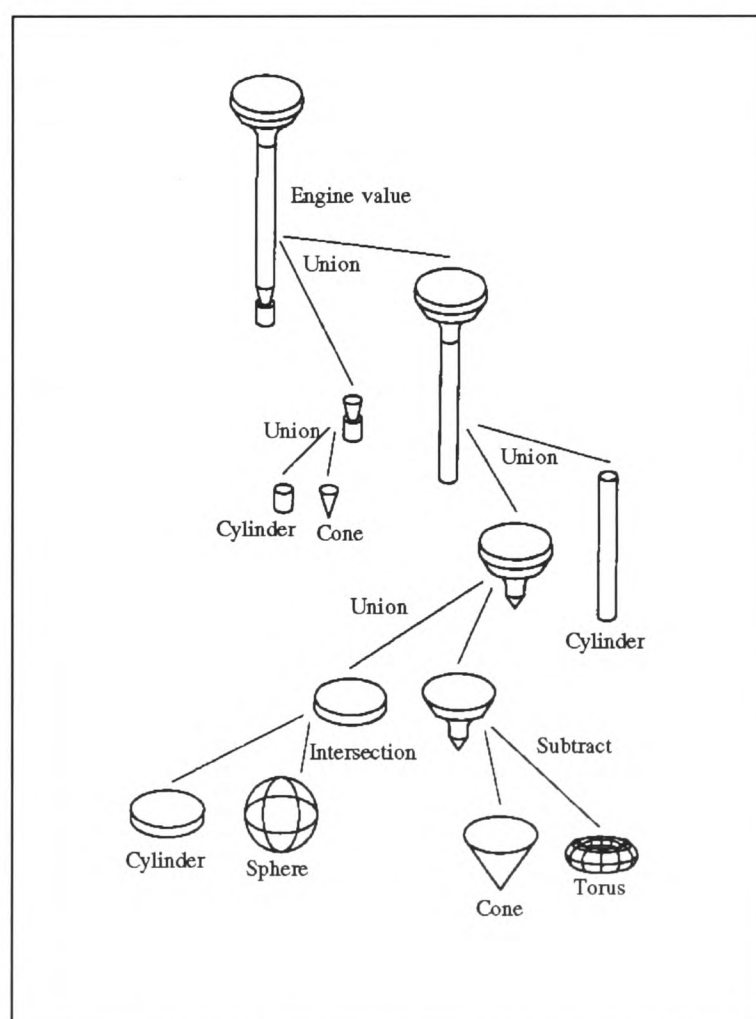 Engine value
Union
Union
Union
Cylinder
Cone
Union
Cylinder
Intersection
Subtract
Cylinder
Sphere
Cone
Torus